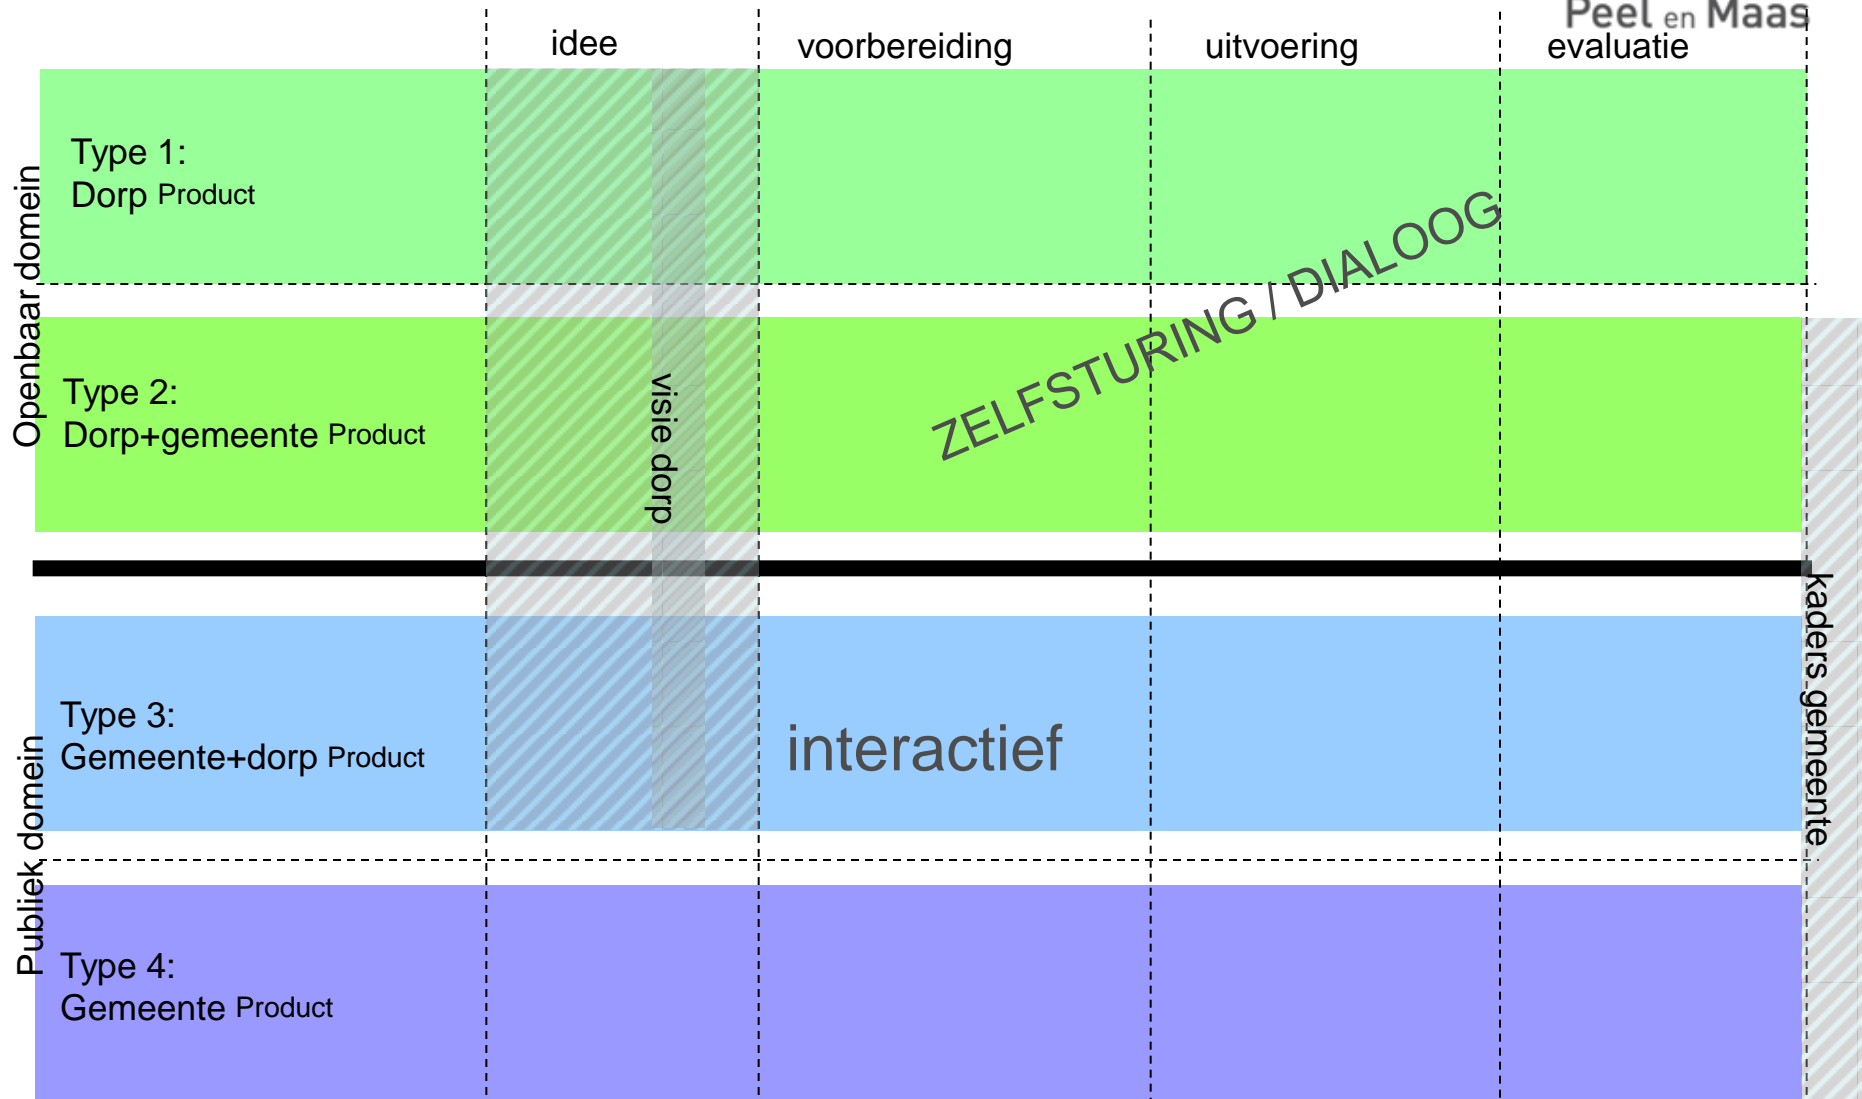 Peel en Maas
idee
voorbereiding
uitvoering
evaluatie
Openbaar domein
Type 1:
Dorp Product
ZELFSTURING / DIALOOG
Type 2:
Dorp+gemeente Product
visie dorp
kaders gemeente
Publiek domein
Type 3:
Gemeente+dorp Product
interactief
Type 4:
Gemeente Product